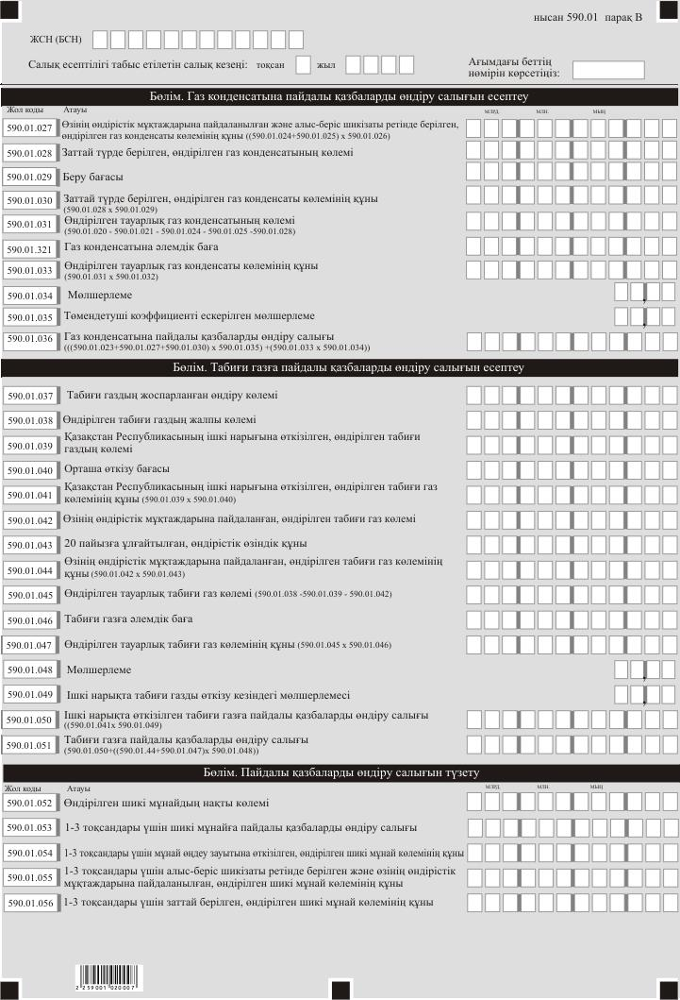 нысан 590.01 парақ В
ЖСН (БСН)
Салық есептілігі табыс етілетін салық кезеңі: тоқсан жыл
Ағымдағы беттің
нөмірін көрсетіңіз:
Бөлім. Газ конденсатына пайдалы қазбаларды өндіру салығын есептеу
Жол коды Атауы млрд. млн. мың
590.01.027 Өзінің өндірістік мұқтаждарына пайдаланылған және алыс-беріс шикізаты ретінде берілген,
өндірілген газ конденсаты көлемінің құны ((590.01.024+590.01.025) x 590.01.026)
590.01.028 Заттай түрде берілген, өндірілген газ конденсатының көлемі
590.01.029 Беру бағасы
590.01.030 Заттай түрде берілген, өндірілген газ конденсаты көлемінің құны
(590.01.028 x 590.01.029)
590.01.031 Өндірілген тауарлық газ конденсатының көлемі
(590.01.020 - 590.01.021 - 590.01.024 - 590.01.025 -590.01.028)
590.01.321 Газ конденсатына әлемдік баға
590.01.033 Өндірілген тауарлық газ конденсаты көлемінің құны
(590.01.031 x 590.01.032)
590.01.034 Мөлшерлеме ,
590.01.035 Төмендетуші коэффициенті ескерілген мөлшерлеме ,
590.01.036 Газ конденсатына пайдалы қазбаларды өндіру салығы
(((590.01.023+590.01.027+590.01.030) x 590.01.035) +(590.01.033 x 590.01.034))
Бөлім. Табиғи газға пайдалы қазбаларды өндіру салығын есептеу
590.01.037 Табиғи газдың жоспарланған өндіру көлемі
590.01.038 Өндірілген табиғи газдың жалпы көлемі
590.01.039 Қазақстан Республикасының ішкі нарығына өткізілген, өндірілген табиғи
газдың көлемі
590.01.040 Орташа өткізу бағасы
590.01.041 Қазақстан Республикасының ішкі нарығына өткізілген, өндірілген табиғи газ
көлемінің құны (590.01.039 x 590.01.040)
590.01.042 Өзінің өндірістік мұқтаждарына пайдаланған, өндірілген табиғи газ көлемі
590.01.043 20 пайызға ұлғайтылған, өндірістік өзіндік құны
590.01.044 Өзінің өндірістік мұқтаждарына пайдаланған, өндірілген табиғи газ көлемінің
құны (590.01.042 x 590.01.043)
590.01.045 Өндірілген тауарлық табиғи газ көлемі (590.01.038 -590.01.039 - 590.01.042)
590.01.046 Табиғи газға әлемдік баға
590.01.047 Өндірілген тауарлық табиғи газ көлемінің құны (590.01.045 x 590.01.046)
590.01.048 Мөлшерлеме ,
590.01.049 Ішкі нарықта табиғи газды өткізу кезіндегі мөлшерлемесі ,
590.01.050 Ішкі нарықта өткізілген табиғи газға пайдалы қазбаларды өндіру салығы
((590.01.041x 590.01.049)
590.01.051 Табиғи газға пайдалы қазбаларды өндіру салығы
(590.01.050+((590.01.44+590.01.047)x 590.01.048))
Бөлім. Пайдалы қазбаларды өндіру салығын түзету
Жол коды Атауы млрд. млн. мың
590.01.052 Өндірілген шикі мұнайдың нақты көлемі
590.01.053 1-3 тоқсандары үшін шикі мұнайға пайдалы қазбаларды өндіру салығы
590.01.054 1-3 тоқсандары үшін мұнай өңдеу зауытына өткізілген, өндірілген шикі мұнай көлемінің құны
590.01.055 1-3 тоқсандары үшін алыс-беріс шикізаты ретінде берілген және өзінің өндірістік
мұқтаждарына пайдаланылған, өндірілген шикі мұнай көлемінің құны
590.01.056 1-3 тоқсандары үшін заттай берілген, өндірілген шикі мұнай көлемінің құны
2 259001 020007